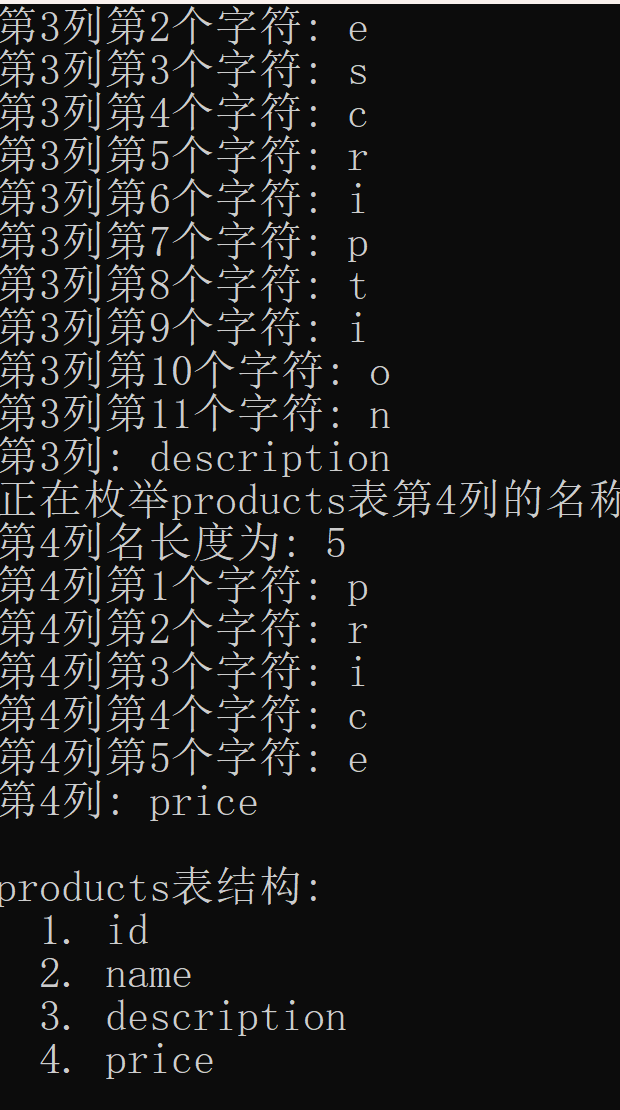 第3列第2个字符: e
第3列第3个字符: s
第3列第4个字符: c
第3列第5个字符: r
第3列第6个字符: i
第3列第7个字符: p
第3列第8个字符: t
第3列第9个字符: i
第3列第10个字符: o
第3列第11个字符: n
第3列: description
正在枚举products表第4列的名称
第4列名长度为: 5
第4列第1个字符: p
第4列第2个字符: r
第4列第3个字符: i
第4列第4个字符: c
第4列第5个字符: e
第4列: price
products表结构:
1. id
2. name
3. description
4. price